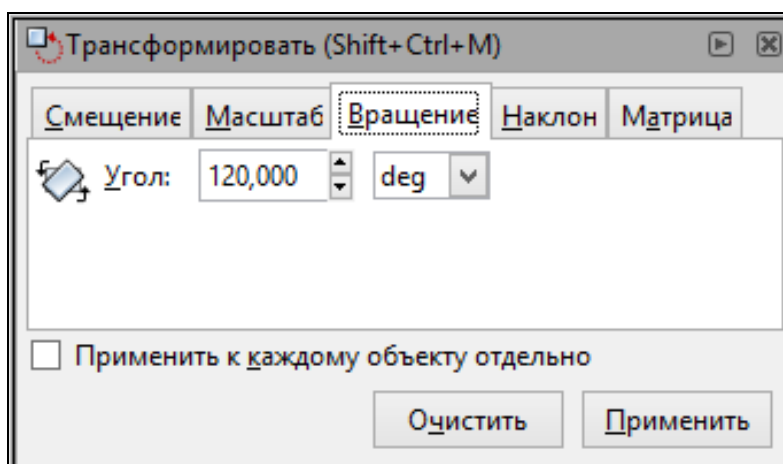 Трансформировать (Shift+Ctrl+M)
Смещение Масштаб Вращение Наклон Матрица
Угол: 120,000 deg
Применить к каждому объекту отдельно
Очистить Применить